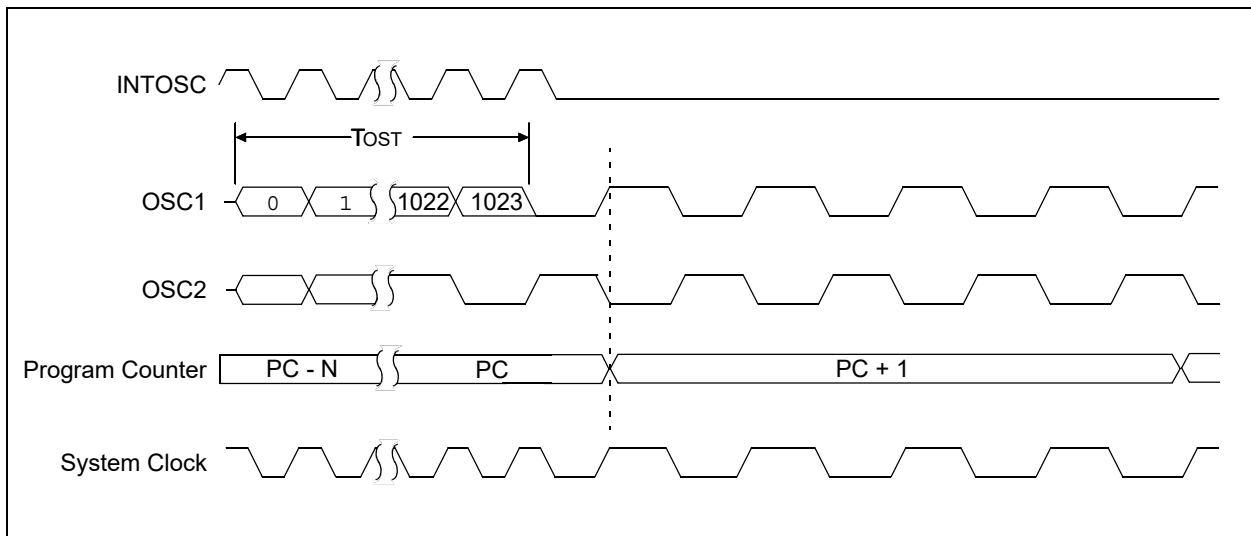 INTOSC
TOST
OSC1 0 1 1022 1023
OSC2
Program Counter PC - N PC PC + 1
System Clock